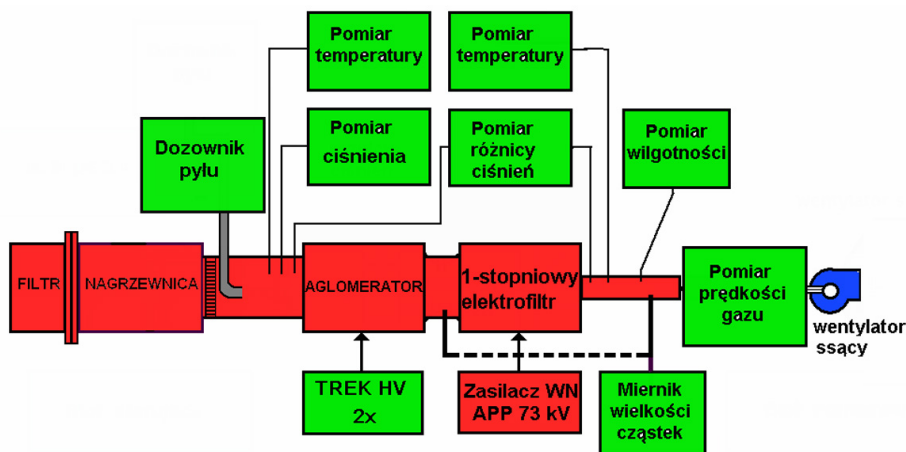 Pomiar
temperatury
Pomiar
temperatury
Dozownik
pyłu
Pomiar
ciśnienia
Pomiar
różnicy
ciśnień
Pomiar
wilgotności
FILTR
NAGRZEWNICA
AGLOMERATOR
1-stopniowy
elektrofiltr
Pomiar
prędkości
gazu
wentylator
ssący
TREK HV
2x
Zasilacz WN
APP 73 kV
Miernik
wielkości
cząstek